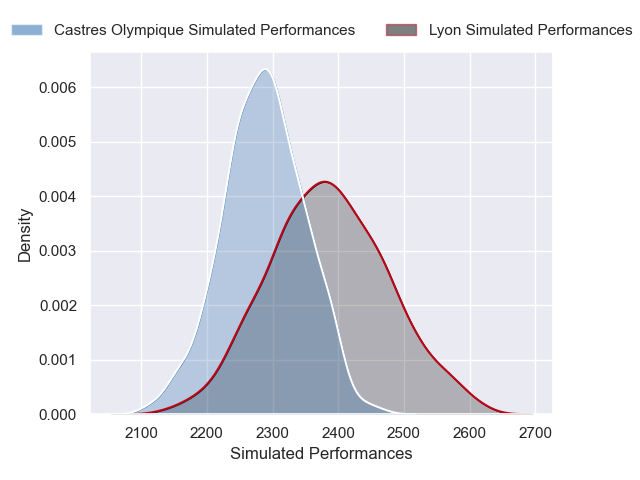 Castres Olympique Simulated Performances Lyon Simulated Performances
0.006
0.005
0.004
0.003
0.002
0.001
0.000
Density
2100 2200 2300 2400 2500 2600 2700
Simulated Performances